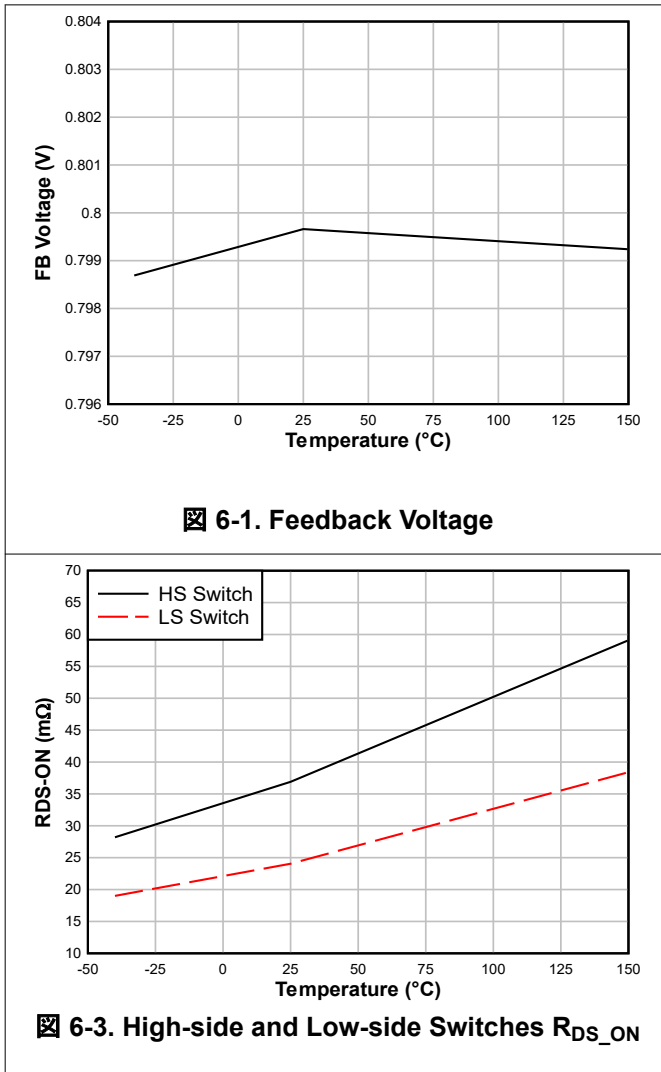 0.804
0.803
0.802
0.801
0.8
0.799
0.798
0.797
0.796
FB Voltage (V)
-50 -25 0 25 50 75 100 125 150
Temperature (°C)
図 6-1. Feedback Voltage
70
65
60
55
50
45
40
35
30
25
20
15
10
RDS-ON (mΩ)
HS Switch
LS Switch
-50 -25 0 25 50 75 100 125 150
Temperature (°C)
図 6-3. High-side and Low-side Switches RDS_ON